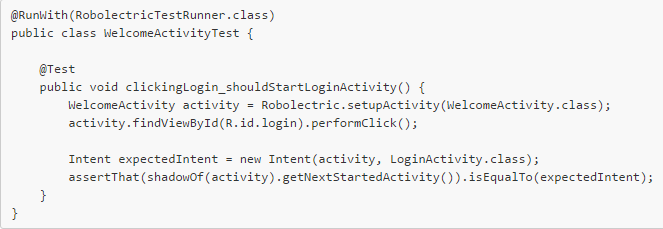 @RunWith(RobolectricTestRunner.class)
public class WelcomeActivityTest {
@Test
public void clickingLogin_shouldStartLoginActivity() {
WelcomeActivity activity = Robolectric.setupActivity(WelcomeActivity.class);
activity.findViewById(R.id.login).performClick();
Intent expectedIntent = new Intent(activity, LoginActivity.class);
assertThat(shadowOf(activity).getNextStartedActivity()).isEqualTo(expectedIntent);
}
}